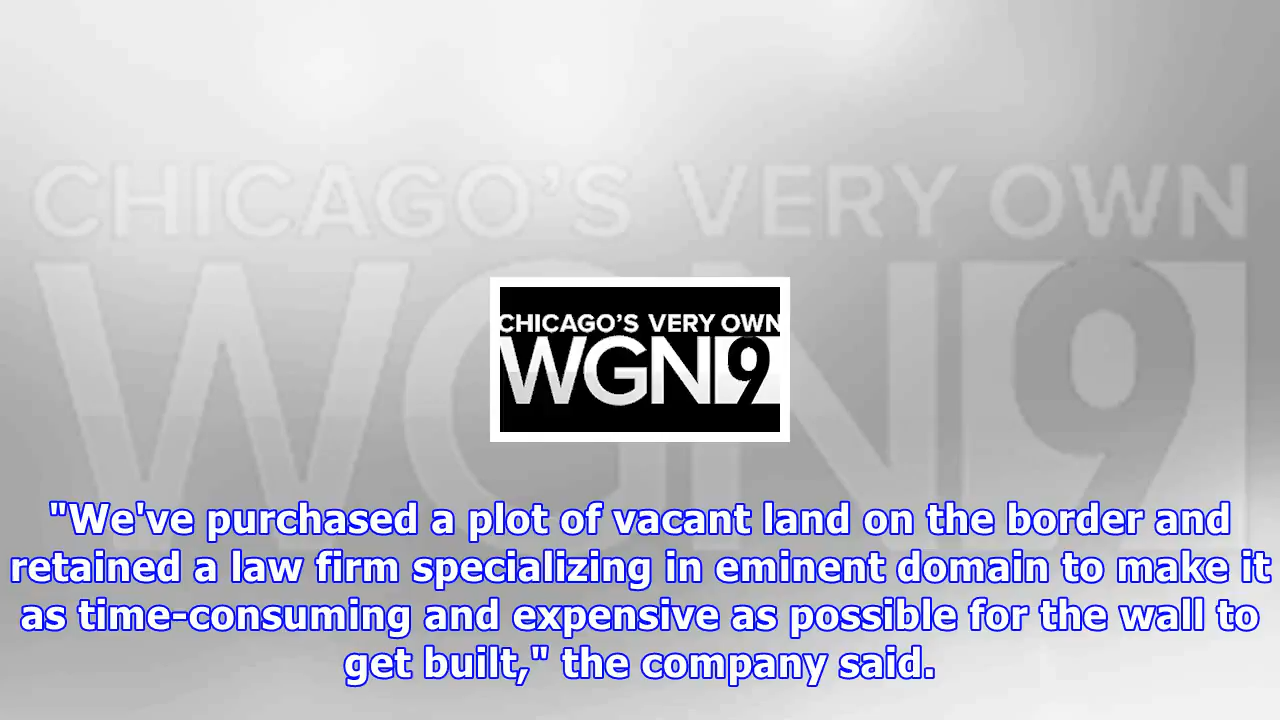 CHICAGO'S VERY OWN
WGN 9
CHICAGO'S VERY OWN
WGN9
"We've purchased a plot of vacant land on the border and
retained a law firm specializing in eminent domain to make it
as time-consuming and expensive as possible for the wall to
get built," the company said.